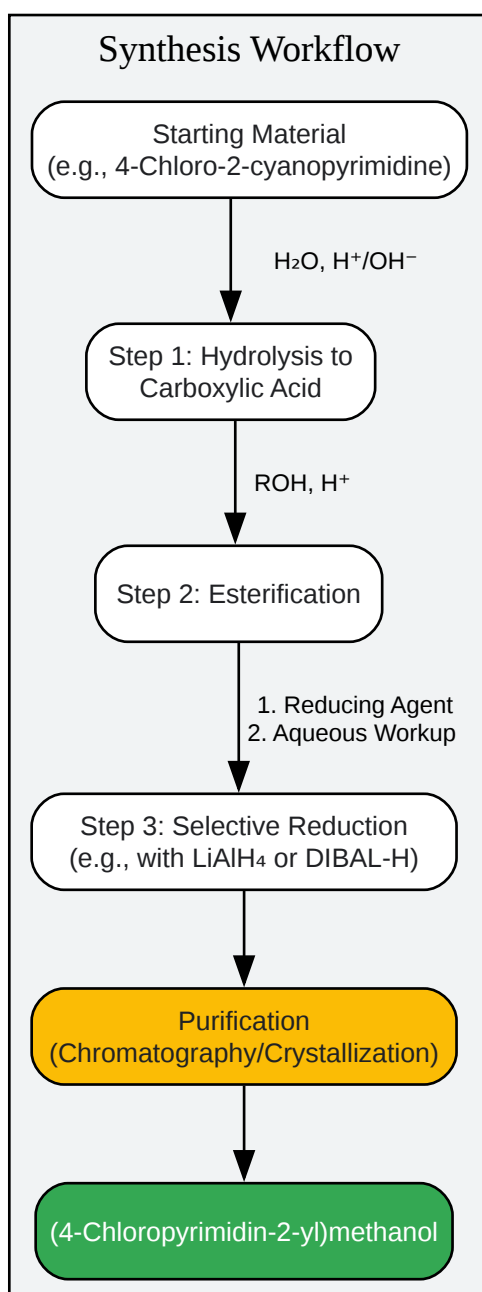 Synthesis Workflow
Starting Material
(e.g., 4-Chloro-2-cyanopyrimidine)
H₂O, H⁺/OH⁻
Step 1: Hydrolysis to
Carboxylic Acid
ROH, H⁺
Step 2: Esterification
1. Reducing Agent
2. Aqueous Workup
Step 3: Selective Reduction
(e.g., with LiAlH₄ or DIBAL-H)
Purification
(Chromatography/Crystallization)
(4-Chloropyrimidin-2-yl)methanol